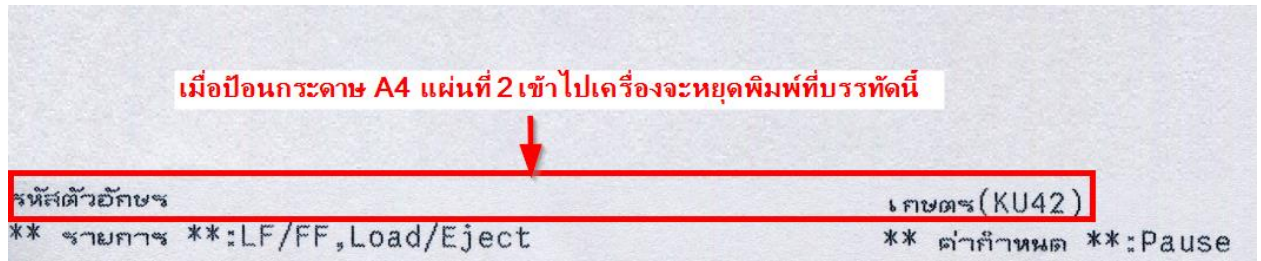 เมื่อป้อนกระดาษ A4 แผ่นที่ 2 เข้าไปเครื่องจะหยุดพิมพ์ที่บรรทัดนี้
รหัสตัวอักษร เกษตร(KU42)
** รายการ **:LF/FF,Load/Eject ** ค่ากำหนด **:Pause